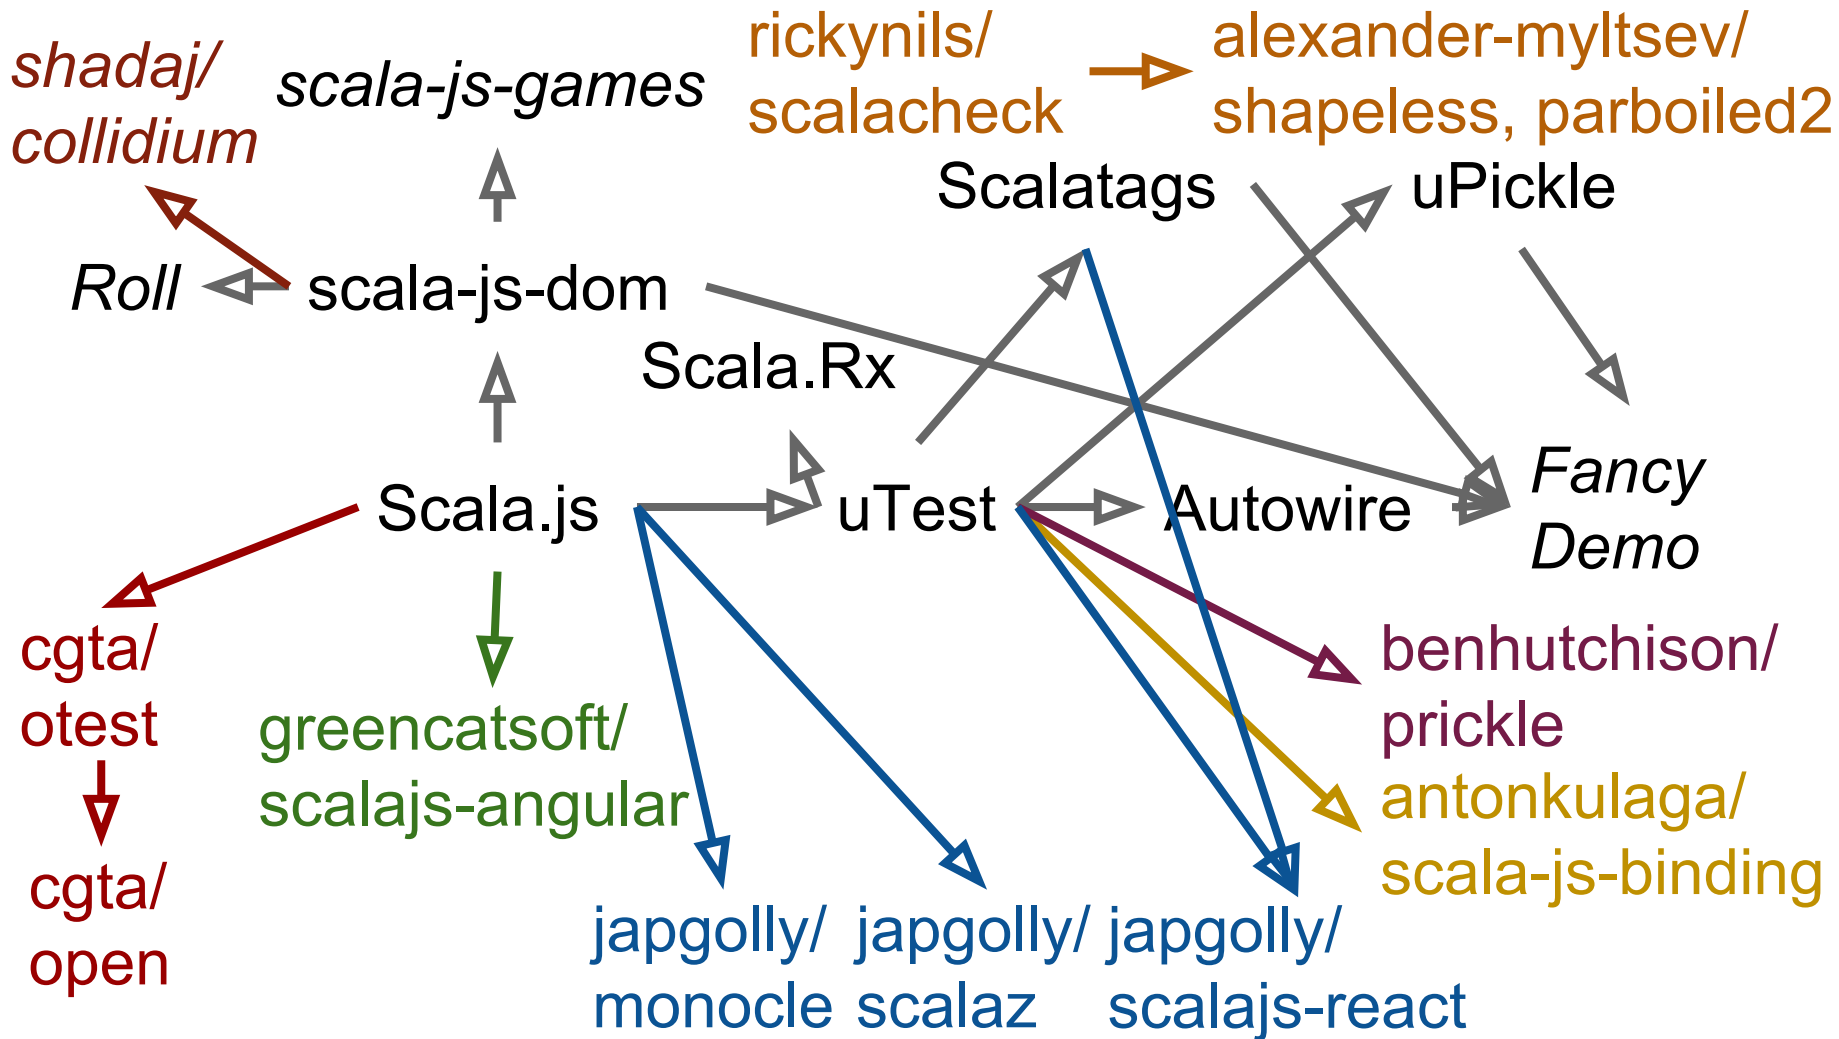 shadaj/
collidium
scala-js-games
rickynils/
scalacheck
alexander-myltsev/
shapeless, parboiled2
Scalatags
uPickle
Roll
scala-js-dom
Scala.Rx
Scala.js
uTest
Autowire
Fancy
Demo
cgta/
otest
greencatsoft/
scalajs-angular
benhutchison/
prickle
antonkulaga/
scala-js-binding
cgta/
open
japgolly/
monocle
japgolly/
scalaz
japgolly/
scalajs-react